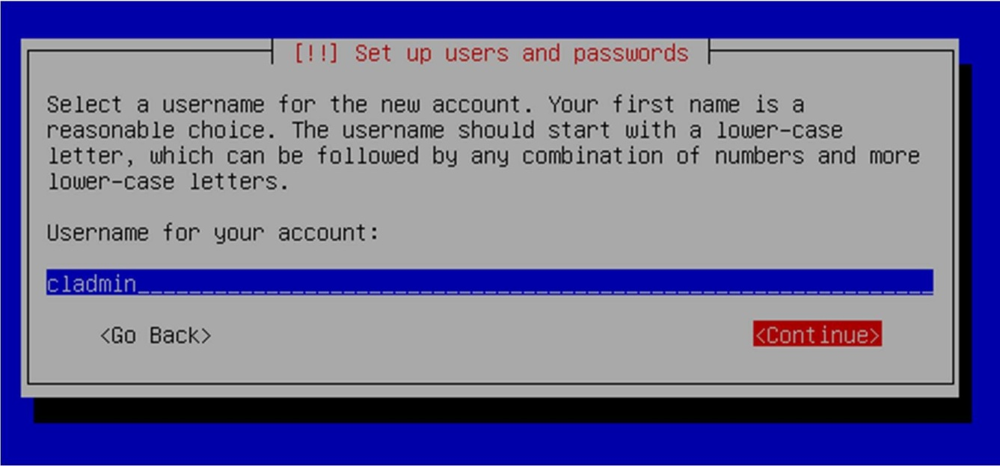 [!!] Set up users and passwords
Select a username for the new account. Your first name is a
reasonable choice. The username should start with a lower-case
letter, which can be followed by any combination of numbers and more
lower-case letters.
Username for your account:
cladmin
<Go Back> <Continue>